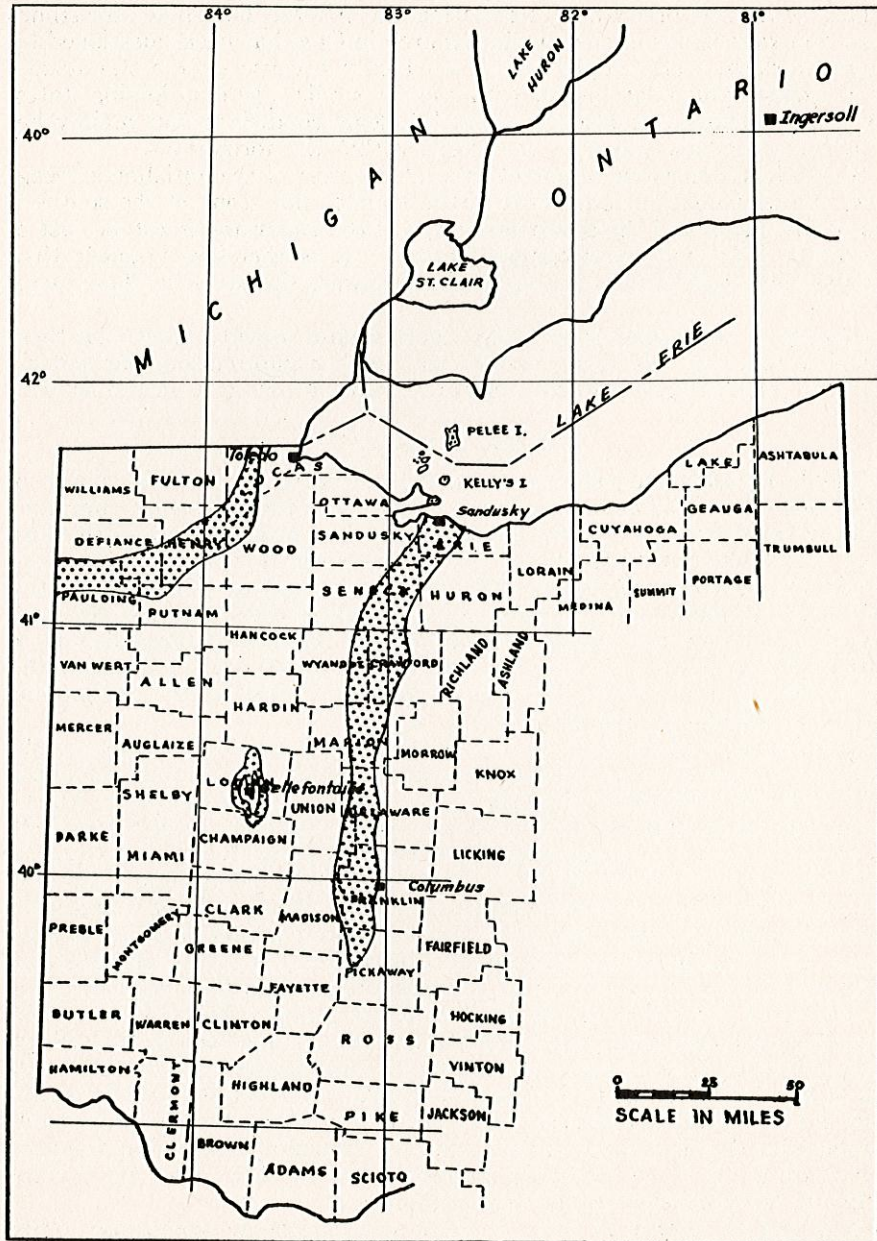 84° 83° 82° 81°
LAKE HURON
MICHIGAN
ONTARIO
Ingersoll
40°
LAKE ST. CLAIR
42°
LAKE ERIE
PELEE I.
KELLY'S I
Toledo
Sandusky
WILLIAMS
FULTON
LUCAS
OTTAWA
LAKE
ASHTABULA
DEFIANCE
HENRY
WOOD
SANDUSKY
ERIE
LORAIN
CUYAHOGA
GEAUGA
TRUMBULL
PAULDING
PUTNAM
SENECA
HURON
MEDINA
SUMMIT
PORTAGE
41°
HANCOCK
VAN WERT
ALLEN
WYANDOT
CRAWFORD
RICHLAND
ASHLAND
HARDIN
MERCER
AUGLAIZE
MARION
MORROW
KNOX
LOGAN
Bellefontaine
SHELBY
UNION
DELAWARE
DARKE
MIAMI
CHAMPAIGN
LICKING
40°
Columbus
CLARK
MADISON
FRANKLIN
PREBLE
MONTGOMERY
GREENE
FAIRFIELD
FAYETTE
PICKAWAY
BUTLER
WARREN
CLINTON
ROSS
HOCKING
HAMILTON
CLERMONT
HIGHLAND
VINTON
PIKE
JACKSON
BROWN
ADAMS
SCIOTO
0 25 50
SCALE IN MILES